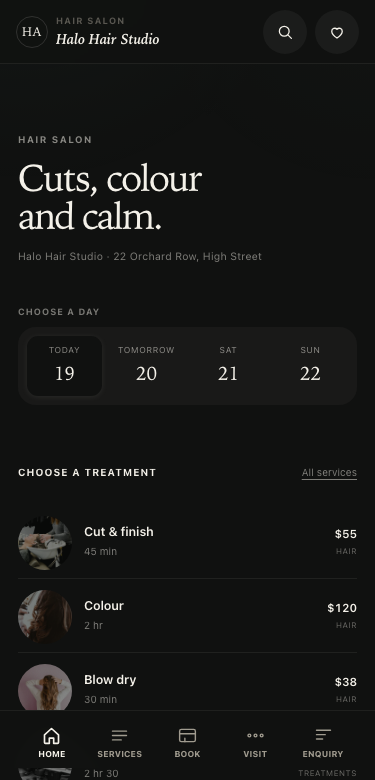 HA
HAIR SALON
Halo Hair Studio
HAIR SALON
Cuts, colour
and calm.
Halo Hair Studio · 22 Orchard Row, High Street
CHOOSE A DAY
TODAY TOMORROW SAT SUN
19 20 21 22
CHOOSE A TREATMENT All services
Cut & finish $55
45 min HAIR
Colour $120
2 hr HAIR
Blow dry $38
30 min HAIR
HOME SERVICES BOOK VISIT ENQUIRY
2 hr 30 TREATMENTS